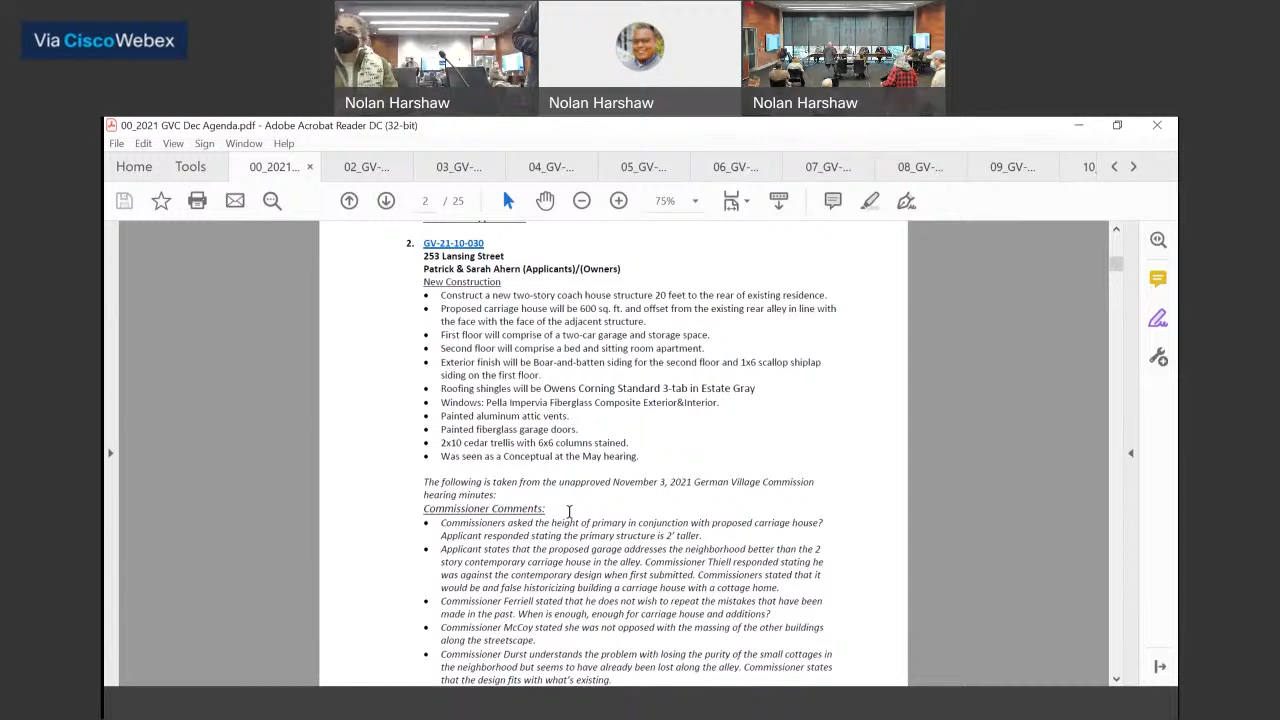 Via CiscoWebex
Nolan Harshaw
Nolan Harshaw
Nolan Harshaw
00_2021 GVC Dec Agenda.pdf - Adobe Acrobat Reader DC (32-bit)
File Edit View Sign Window Help
Home Tools 00_2021... × 02_GV-... 03_GV-... 04_GV-... 05_GV-... 06_GV-... 07_GV-... 08_GV-... 09_GV-... 10
2 / 25 75%
2. GV-21-10-030
253 Lansing Street
Patrick & Sarah Ahern (Applicants)/(Owners)
New Construction
• Construct a new two-story coach house structure 20 feet to the rear of existing residence.
• Proposed carriage house will be 600 sq. ft. and offset from the existing rear alley in line with
the face with the face of the adjacent structure.
• First floor will comprise of a two-car garage and storage space.
• Second floor will comprise a bed and sitting room apartment.
• Exterior finish will be Boar-and-batten siding for the second floor and 1x6 scallop shiplap
siding on the first floor.
• Roofing shingles will be Owens Corning Standard 3-tab in Estate Gray
• Windows: Pella Impervia Fiberglass Composite Exterior&Interior.
• Painted aluminum attic vents.
• Painted fiberglass garage doors.
• 2x10 cedar trellis with 6x6 columns stained.
• Was seen as a Conceptual at the May hearing.
The following is taken from the unapproved November 3, 2021 German Village Commission
hearing minutes:
Commissioner Comments:
• Commissioners asked the height of primary in conjunction with proposed carriage house?
Applicant responded stating the primary structure is 2' taller.
• Applicant states that the proposed garage addresses the neighborhood better than the 2
story contemporary carriage house in the alley. Commissioner Thiell responded stating he
was against the contemporary design when first submitted. Commissioners stated that it
would be and false historicizing building a carriage house with a cottage home.
• Commissioner Ferriell stated that he does not wish to repeat the mistakes that have been
made in the past. When is enough, enough for carriage house and additions?
• Commissioner McCoy stated she was not opposed with the massing of the other buildings
along the streetscape.
• Commissioner Durst understands the problem with losing the purity of the small cottages in
the neighborhood but seems to have already been lost along the alley. Commissioner states
that the design fits with what's existing.